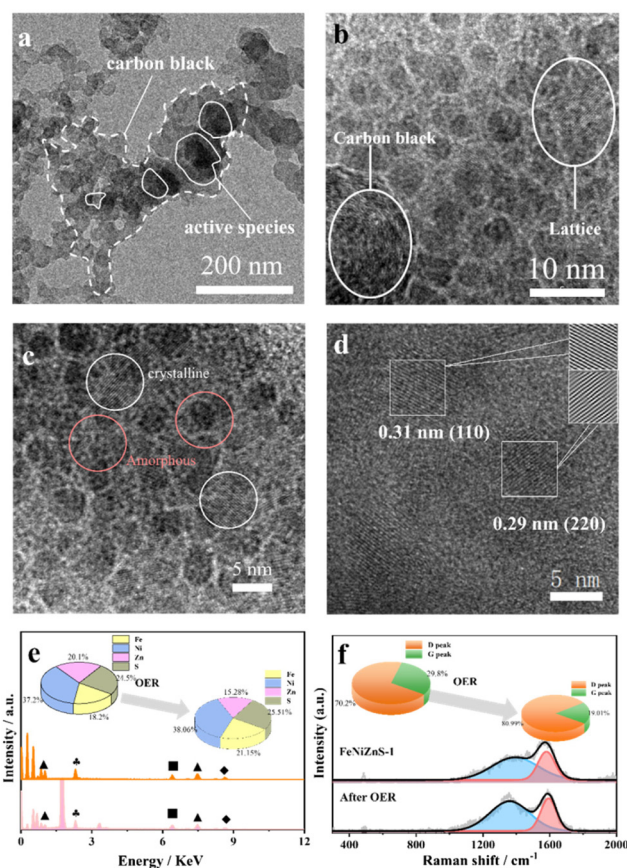 a
carbon black
active species
200 nm
b
Carbon black
Lattice
10 nm
c
crystalline
Amorphous
5 nm
d
0.31 nm (110)
0.29 nm (220)
5 nm
e
Fe
Ni
Zn
S
20.1%
24.5%
37.2%
18.2%
OER
Fe
Ni
Zn
S
15.28%
25.51%
38.06%
21.15%
Intensity / a.u.
0 3 6 9 12
Energy / KeV
f
D peak
G peak
29.8%
70.2%
OER
D peak
G peak
80.99%
19.01%
FeNiZnS-1
After OER
Intensity (a.u.)
400 800 1200 1600 2000
Raman shift / cm⁻¹